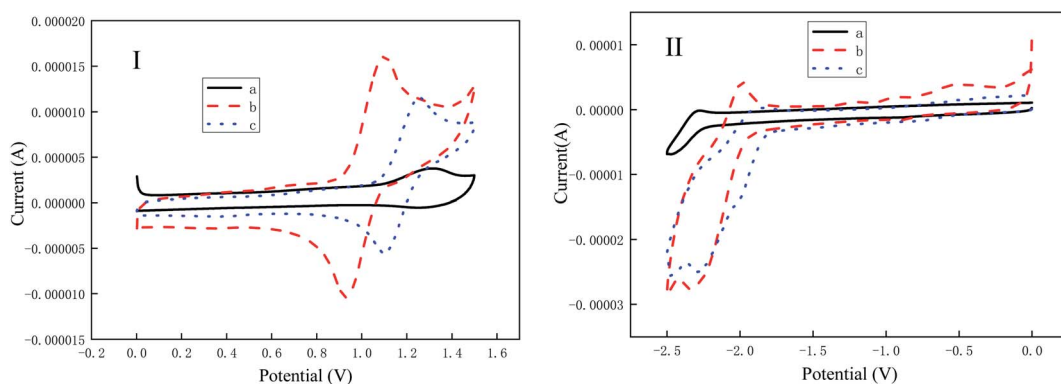 I
a
b
c
0.000020
0.000015
0.000010
0.000005
0.000000
-0.000005
-0.000010
-0.000015
-0.2
0.0
0.2
0.4
0.6
0.8
1.0
1.2
1.4
1.6
Current (A)
Potential (V)
II
a
b
c
0.00001
0.00000
-0.00001
-0.00002
-0.00003
-2.5
-2.0
-1.5
-1.0
-0.5
0.0
Current(A)
Potential (V)